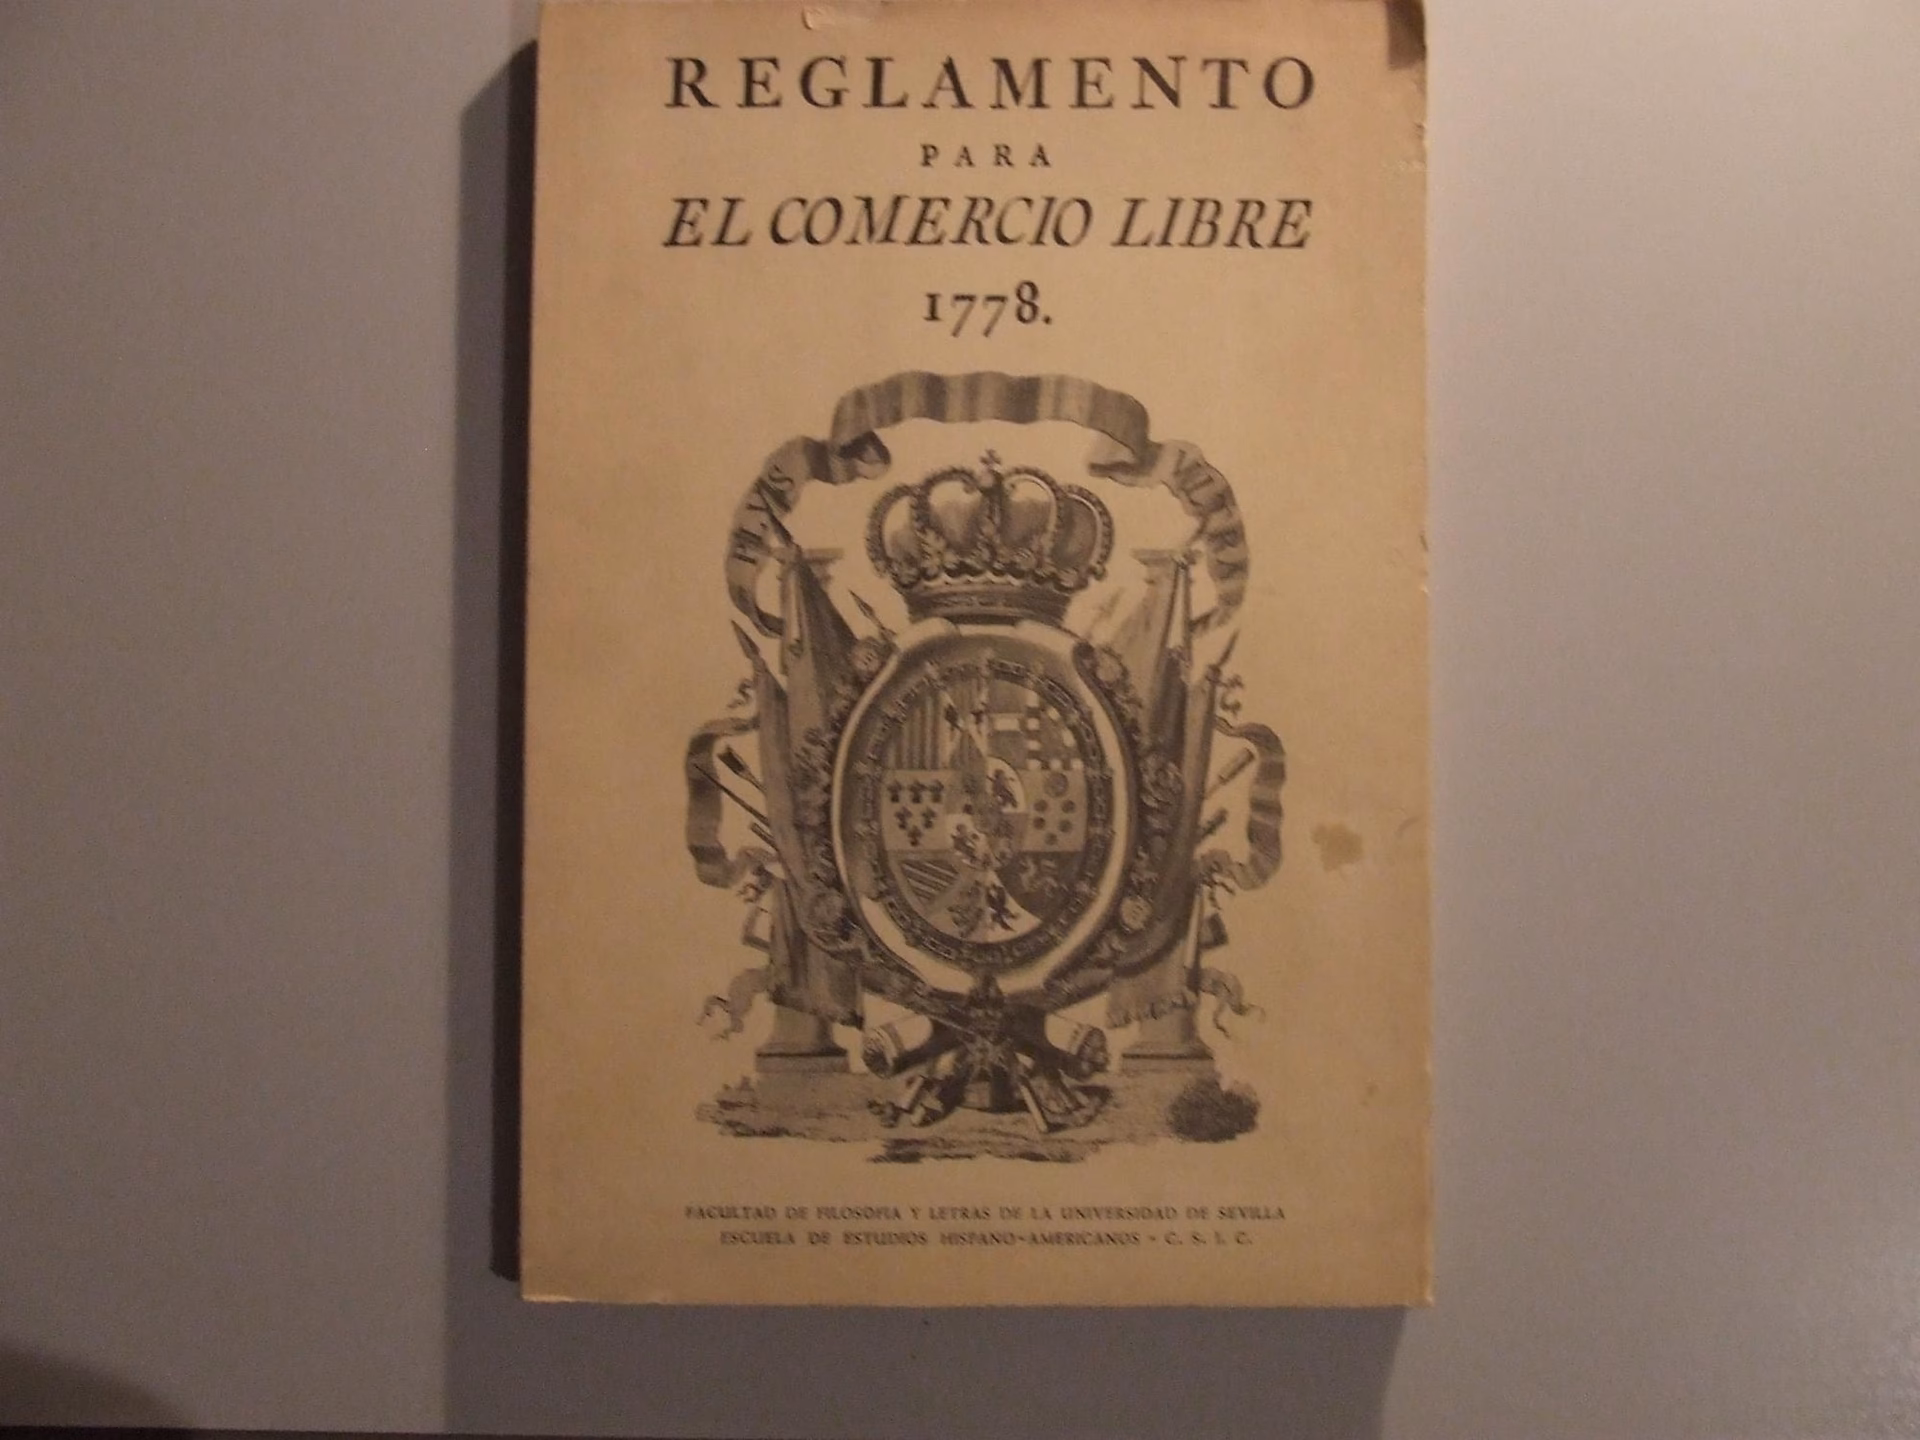 REGLAMENTO
PARA
EL COMERCIO LIBRE
1778.
PLVS VLTRA
FACULTAD DE FILOSOFIA Y LETRAS DE LA UNIVERSIDAD DE SEVILLA
ESCUELA DE ESTUDIOS HISPANO-AMERICANOS - C. S. I. C.